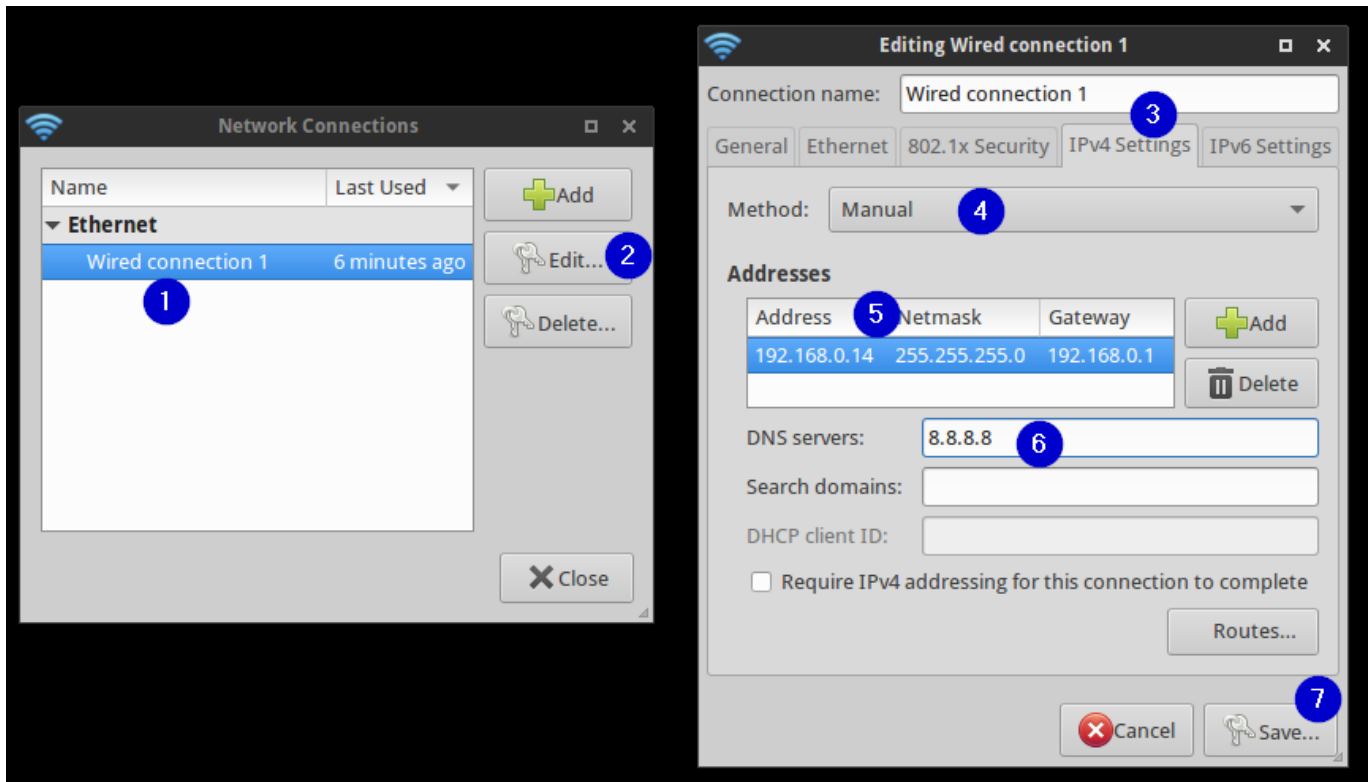 Network Connections
Name Last Used
Ethernet
Wired connection 1 6 minutes ago
1
Add
Edit... 2
Delete...
Close
Editing Wired connection 1
Connection name: Wired connection 1
3
General Ethernet 802.1x Security IPv4 Settings IPv6 Settings
Method: Manual 4
Addresses
Address 5 Netmask Gateway
192.168.0.14 255.255.255.0 192.168.0.1
Add
Delete
DNS servers: 8.8.8.8 6
Search domains:
DHCP client ID:
Require IPv4 addressing for this connection to complete
Routes...
7
Cancel Save...